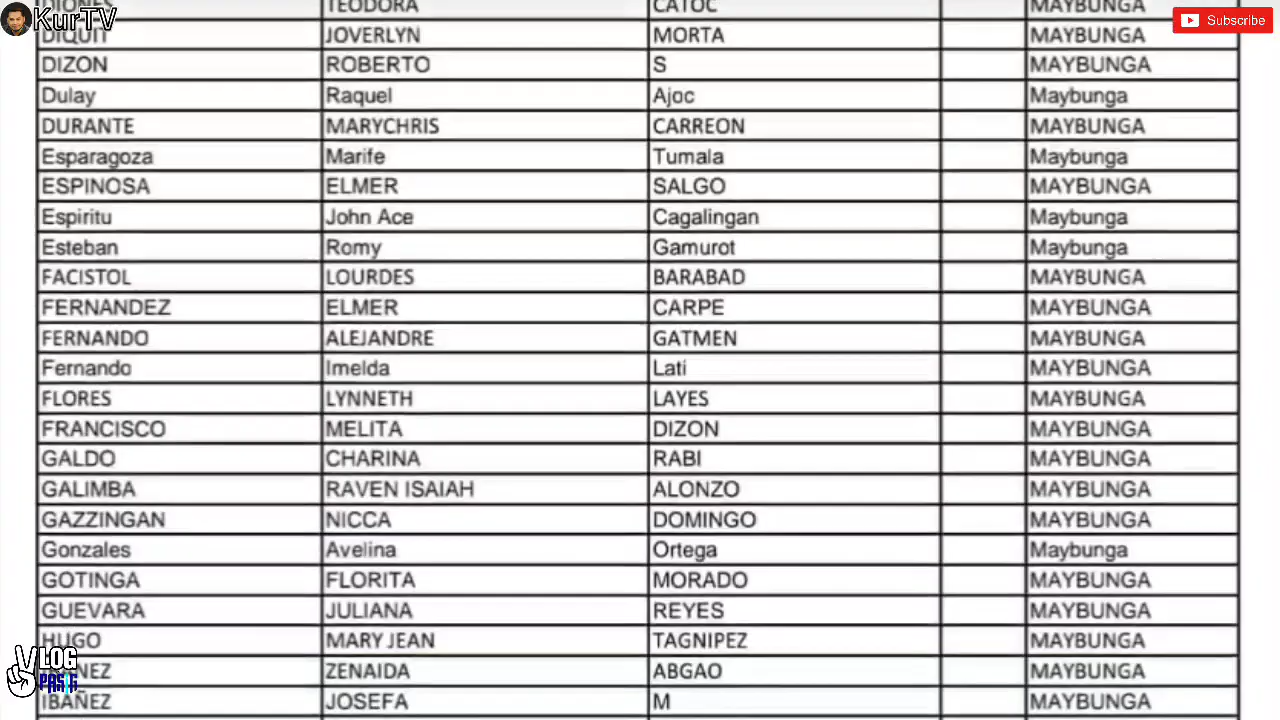 KurTV
Subscribe
TEODORA CATOC MAYBUNGA
DIQUIT JOVERLYN MORTA MAYBUNGA
DIZON ROBERTO S MAYBUNGA
Dulay Raquel Ajoc Maybunga
DURANTE MARYCHRIS CARREON MAYBUNGA
Esparagoza Marife Tumala Maybunga
ESPINOSA ELMER SALGO MAYBUNGA
Espiritu John Ace Cagalingan Maybunga
Esteban Romy Gamurot Maybunga
FACISTOL LOURDES BARABAD MAYBUNGA
FERNANDEZ ELMER CARPE MAYBUNGA
FERNANDO ALEJANDRE GATMEN MAYBUNGA
Fernando Imelda Lati MAYBUNGA
FLORES LYNNETH LAYES MAYBUNGA
FRANCISCO MELITA DIZON MAYBUNGA
GALDO CHARINA RABI MAYBUNGA
GALIMBA RAVEN ISAIAH ALONZO MAYBUNGA
GAZZINGAN NICCA DOMINGO MAYBUNGA
Gonzales Avelina Ortega Maybunga
GOTINGA FLORITA MORADO MAYBUNGA
GUEVARA JULIANA REYES MAYBUNGA
HUGO MARY JEAN TAGNIPEZ MAYBUNGA
ZENAIDA ABGAO MAYBUNGA
IBAÑEZ JOSEFA M MAYBUNGA
VLOG
PASIG